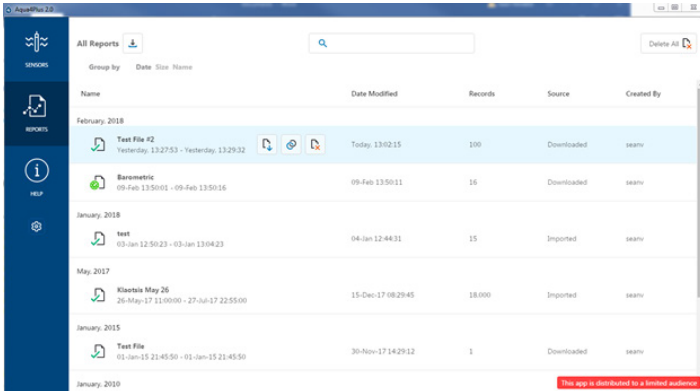 Aqua4Plus 2.0
SENSORS
REPORTS
HELP
All Reports
Delete All
Group by Date Size Name
Name Date Modified Records Source Created By
February, 2018
Test File #2
Yesterday, 13:27:53 - Yesterday, 13:29:32
Today, 13:02:15 100 Downloaded seanv
Barometric
09-Feb 13:50:01 - 09-Feb 13:50:16
09-Feb 13:50:11 16 Downloaded seanv
January, 2018
test
03-Jan 12:50:23 - 03-Jan 13:04:23
04-Jan 12:44:31 15 Imported seanv
May, 2017
Klaotsis May 26
26-May-17 11:00:00 - 27-Jul-17 22:55:00
15-Dec-17 08:29:45 18,000 Imported seanv
January, 2015
Test File
01-Jan-15 21:45:50 - 01-Jan-15 21:45:50
30-Nov-17 14:29:12 1 Downloaded seanv
January, 2010
This app is distributed to a limited audience